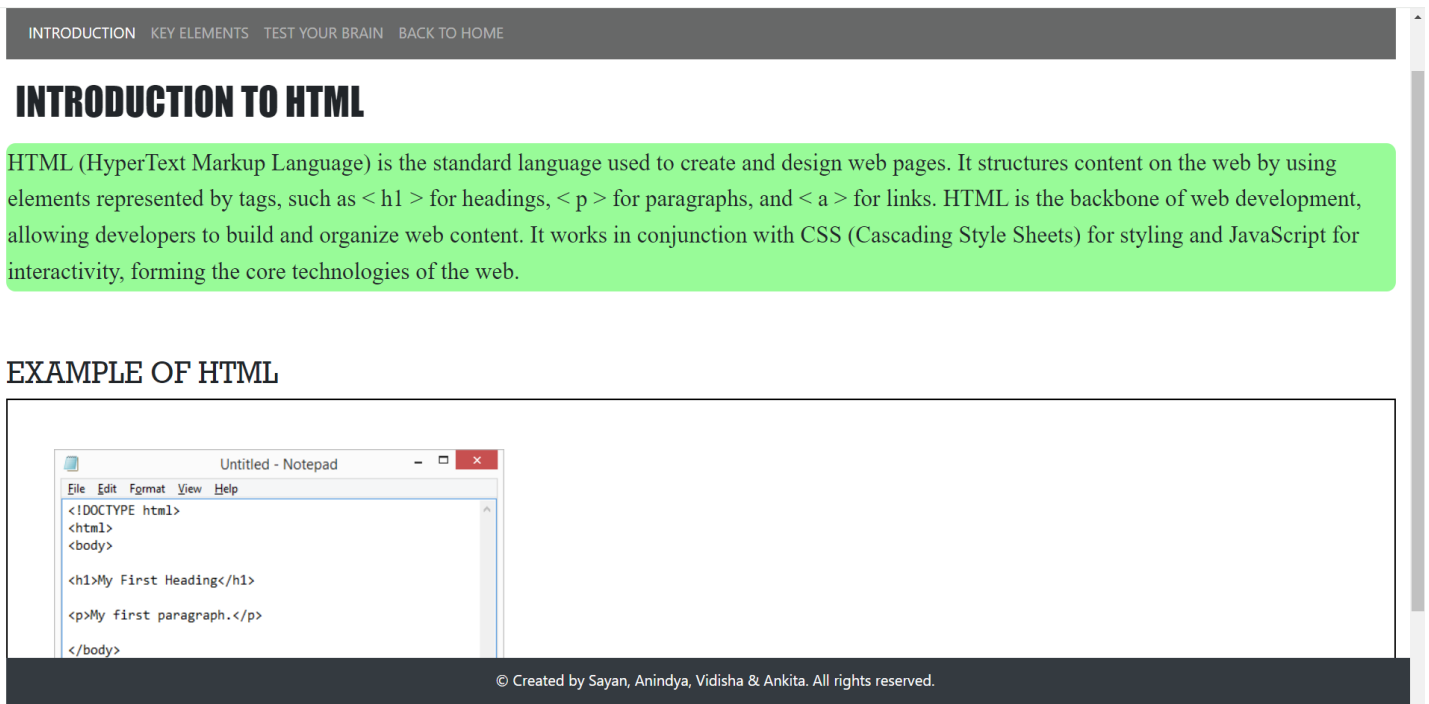 INTRODUCTION KEY ELEMENTS TEST YOUR BRAIN BACK TO HOME
INTRODUCTION TO HTML
HTML (HyperText Markup Language) is the standard language used to create and design web pages. It structures content on the web by using
elements represented by tags, such as < h1 > for headings, < p > for paragraphs, and < a > for links. HTML is the backbone of web development,
allowing developers to build and organize web content. It works in conjunction with CSS (Cascading Style Sheets) for styling and JavaScript for
interactivity, forming the core technologies of the web.
EXAMPLE OF HTML
Untitled - Notepad
File Edit Format View Help
<!DOCTYPE html>
<html>
<body>
<h1>My First Heading</h1>
<p>My first paragraph.</p>
</body>
© Created by Sayan, Anindya, Vidisha & Ankita. All rights reserved.